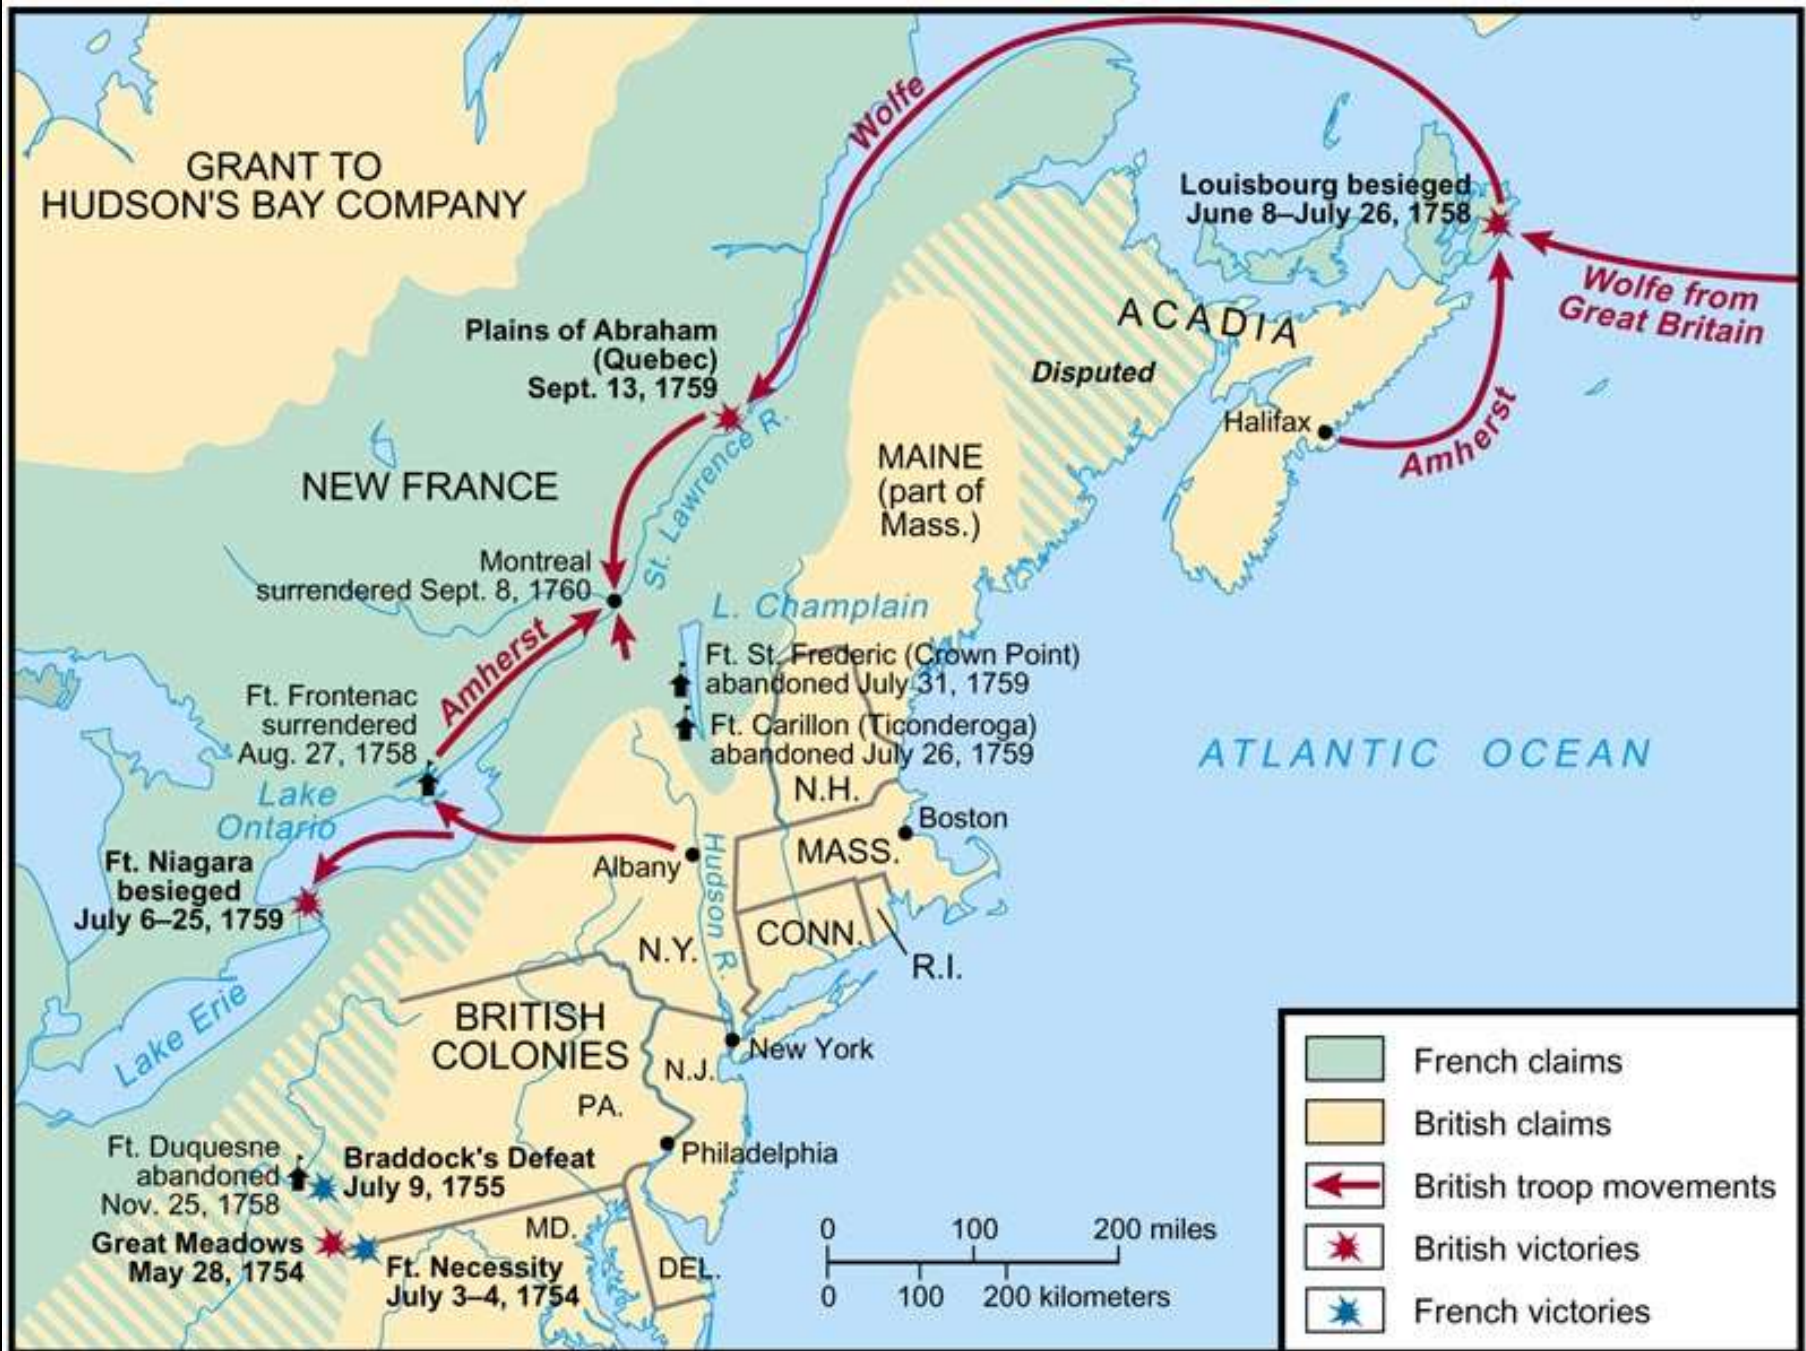 GRANT TO
HUDSON'S BAY COMPANY
Wolfe
Louisbourg besieged
June 8–July 26, 1758
Wolfe from
Great Britain
ACADIA
Plains of Abraham
(Quebec)
Sept. 13, 1759
Disputed
Halifax
Amherst
St. Lawrence R.
MAINE
(part of
Mass.)
NEW FRANCE
Montreal
surrendered Sept. 8, 1760
L. Champlain
Amherst
Ft. St. Frederic (Crown Point)
abandoned July 31, 1759
Ft. Frontenac
surrendered
Aug. 27, 1758
Ft. Carillon (Ticonderoga)
abandoned July 26, 1759
ATLANTIC OCEAN
Lake
Ontario
N.H.
Boston
Albany
Hudson R.
MASS.
Ft. Niagara
besieged
July 6–25, 1759
CONN.
N.Y.
R.I.
Lake Erie
BRITISH
COLONIES
New York
N.J.
PA.
Philadelphia
Ft. Duquesne
abandoned
Nov. 25, 1758
Braddock's Defeat
July 9, 1755
Great Meadows
May 28, 1754
MD.
Ft. Necessity
July 3–4, 1754
DEL.
0 100 200 miles
0 100 200 kilometers
French claims
British claims
British troop movements
British victories
French victories